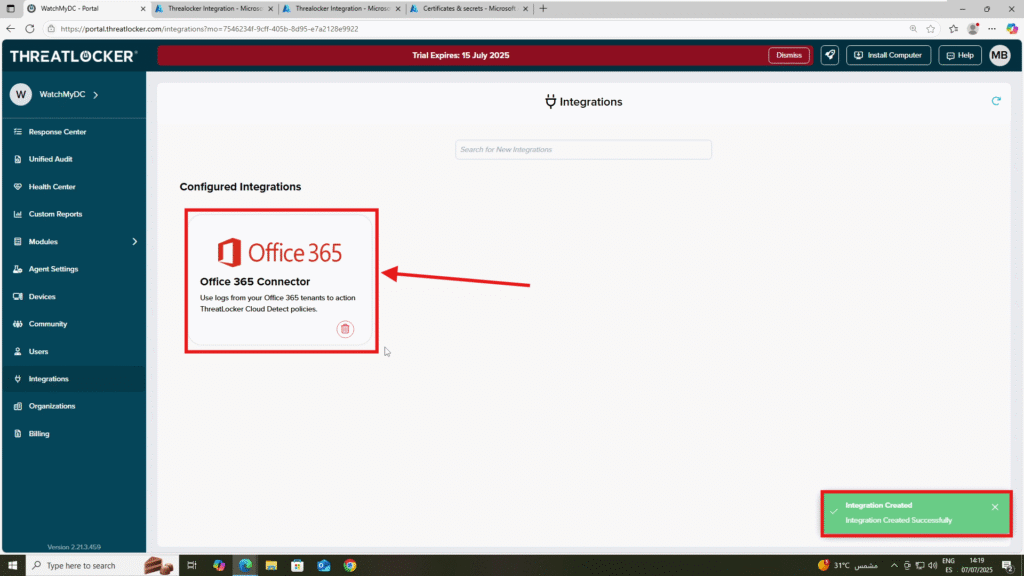 WatchMyDC - Portal
Threalocker Integration - Micros
Threalocker Integration - Micros
Certificates & secrets - Microsoft
https://portal.threatlocker.com/integrations?mo=7546234f-9cff-405b-8d95-e7a2128e9922
THREATLOCKER
Trial Expires: 15 July 2025
Dismiss
Install Computer
Help
MB
W
WatchMyDC
Integrations
Search for New Integrations
Response Center
Unified Audit
Health Center
Custom Reports
Modules
Agent Settings
Devices
Community
Users
Integrations
Organizations
Billing
Configured Integrations
Office 365
Office 365 Connector
Use logs from your Office 365 tenants to action
ThreatLocker Cloud Detect policies.
Integration Created
Integration Created Successfully
Version 2.21.3.459
Type here to search
31°C مشمس
ENG
ES
14:19
07/07/2025
2